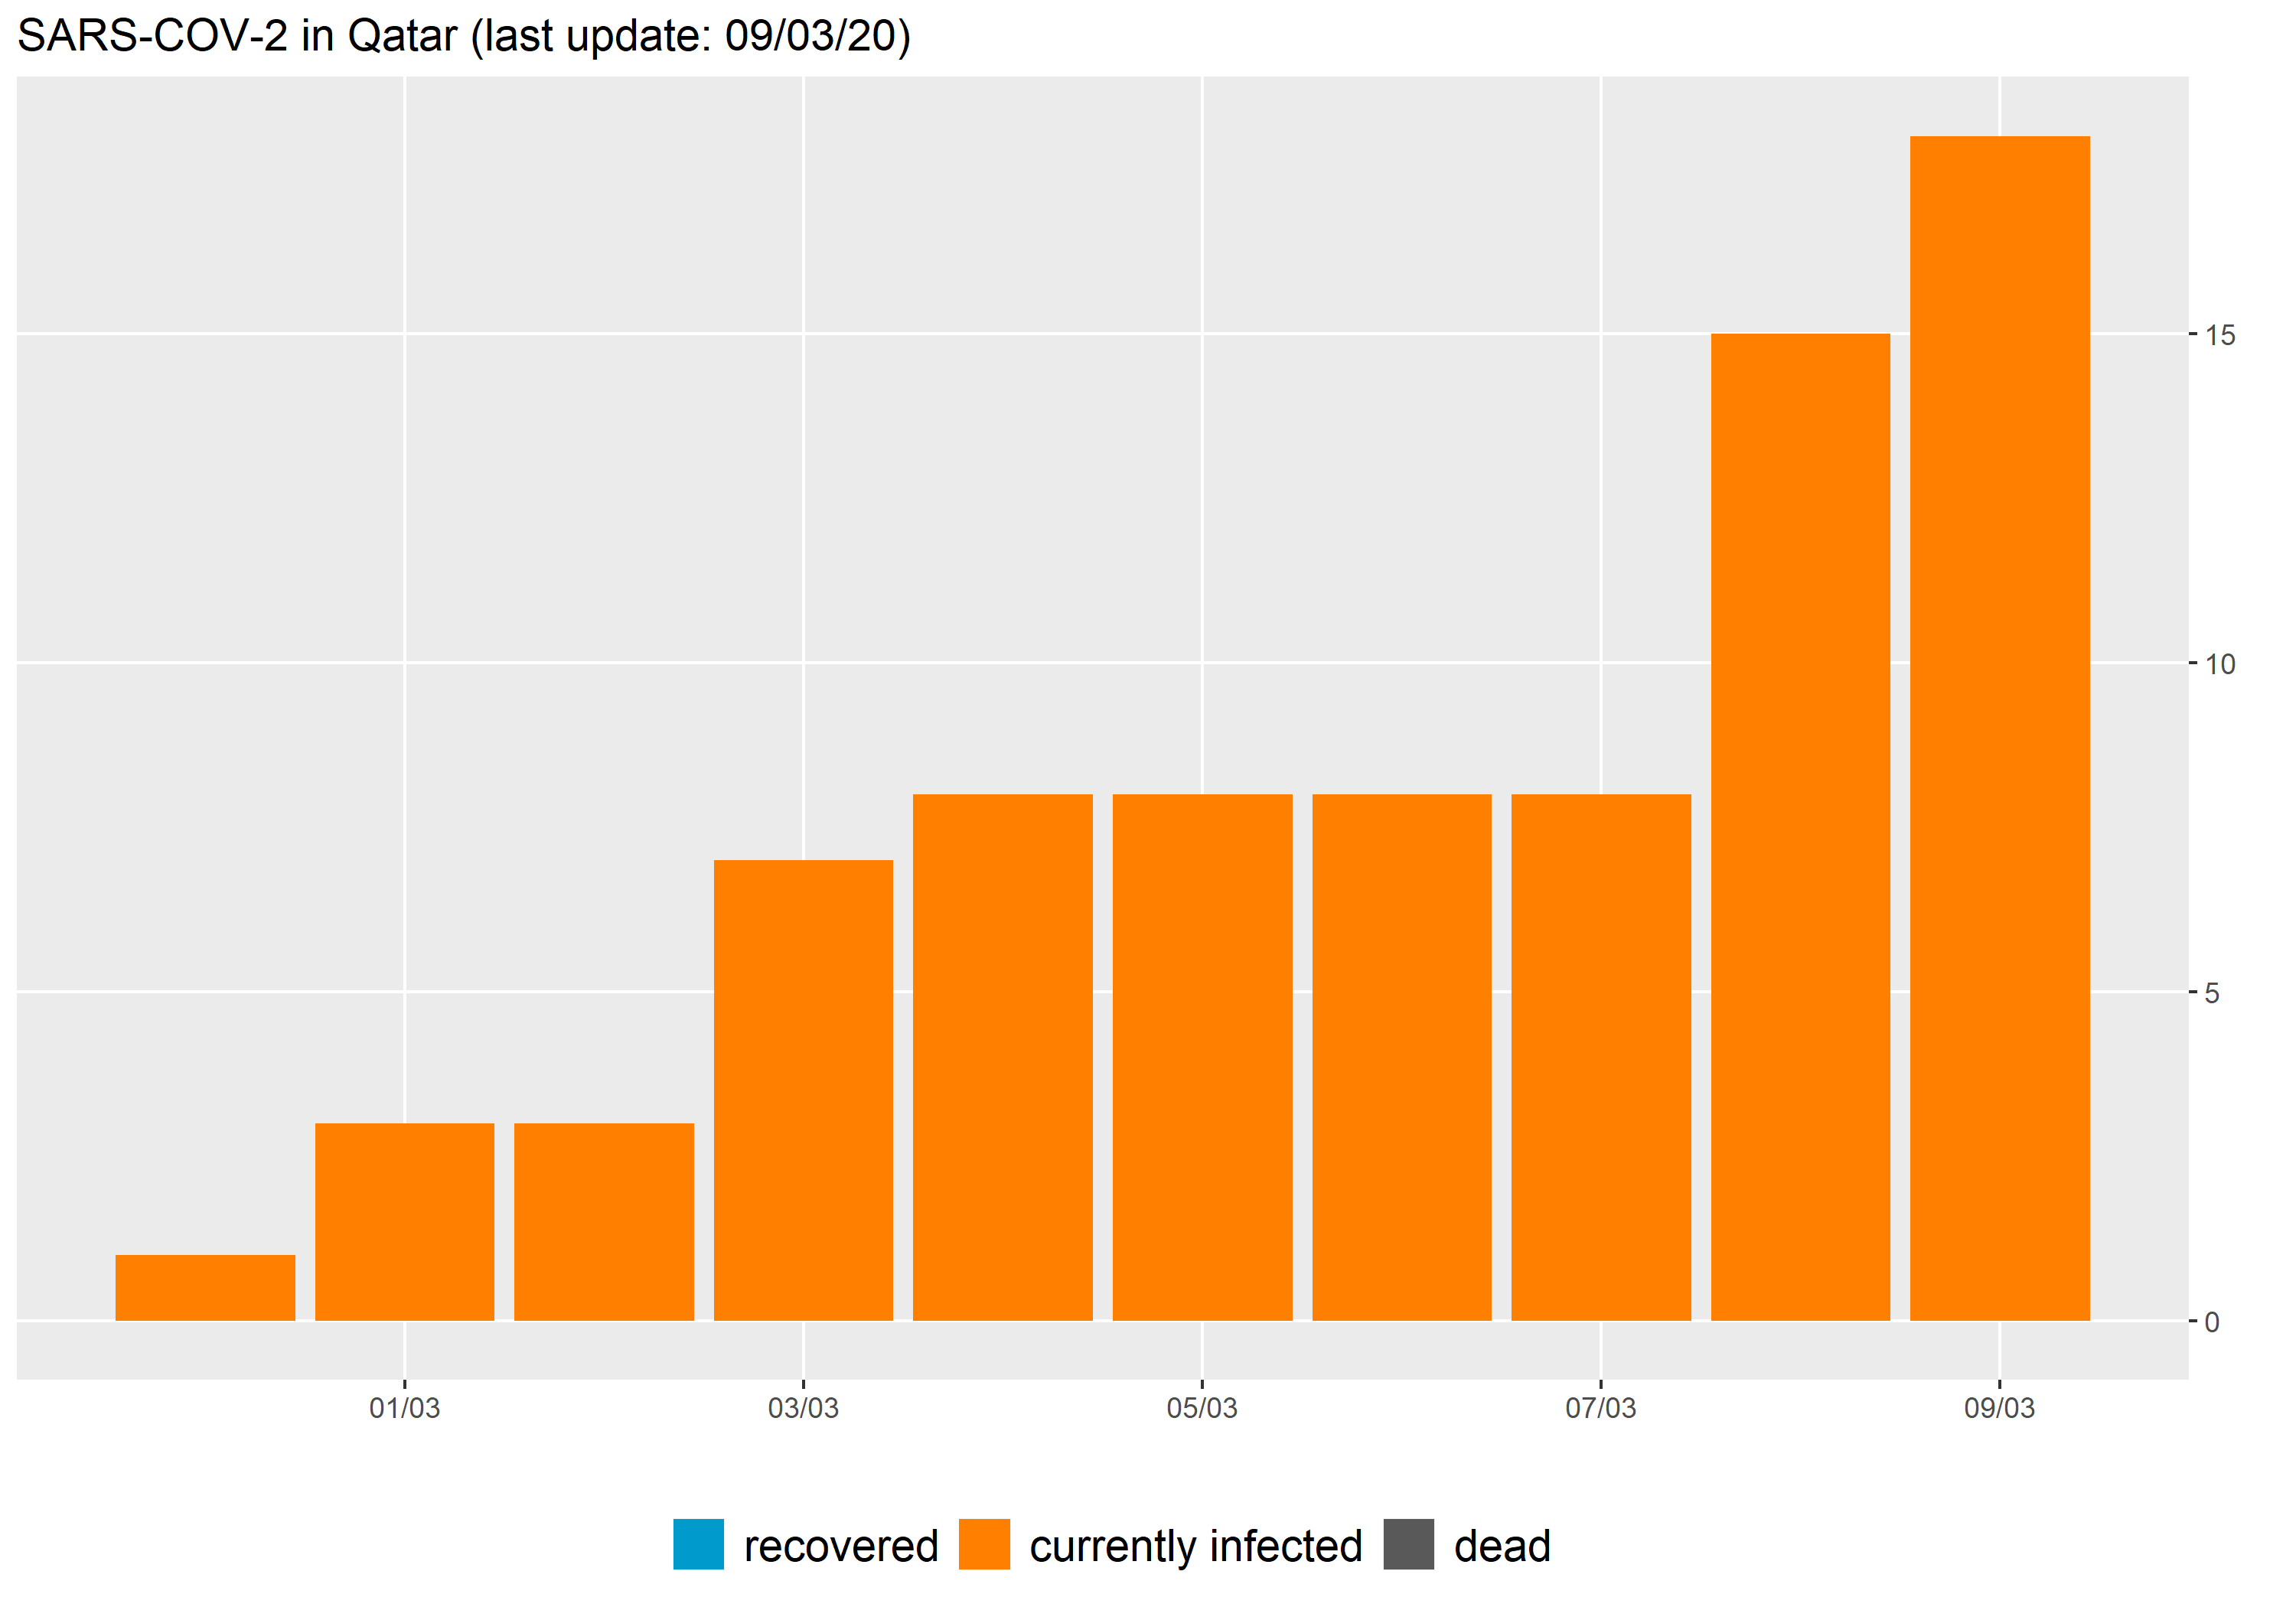 SARS-COV-2 in Qatar (last update: 09/03/20)
15
10
5
0
01/03 03/03 05/03 07/03 09/03
recovered currently infected dead